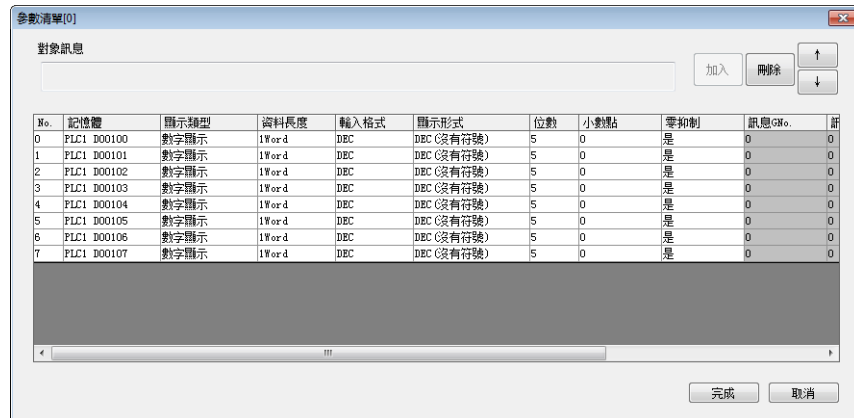 參數清單[0]
對象訊息
加入 刪除 ↑
↓
No. 記憶體 顯示類型 資料長度 輸入格式 顯示形式 位數 小數點 零抑制 訊息GNo. 訊
0 PLC1 D00100 數字顯示 1Word DEC DEC(沒有符號) 5 0 是 0 0
1 PLC1 D00101 數字顯示 1Word DEC DEC(沒有符號) 5 0 是 0 0
2 PLC1 D00102 數字顯示 1Word DEC DEC(沒有符號) 5 0 是 0 0
3 PLC1 D00103 數字顯示 1Word DEC DEC(沒有符號) 5 0 是 0 0
4 PLC1 D00104 數字顯示 1Word DEC DEC(沒有符號) 5 0 是 0 0
5 PLC1 D00105 數字顯示 1Word DEC DEC(沒有符號) 5 0 是 0 0
6 PLC1 D00106 數字顯示 1Word DEC DEC(沒有符號) 5 0 是 0 0
7 PLC1 D00107 數字顯示 1Word DEC DEC(沒有符號) 5 0 是 0 0
完成 取消